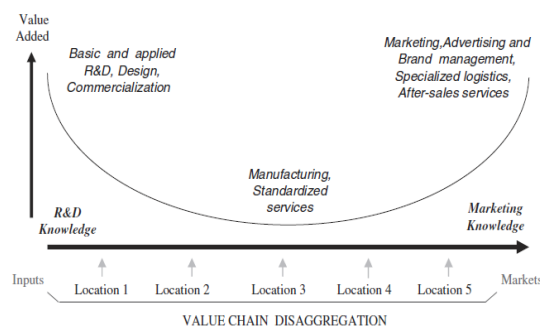 Value
Added
Basic and applied
R&D, Design,
Commercialization
Marketing,Advertising and
Brand management,
Specialized logistics,
After-sales services
Manufacturing,
Standardized
services
R&D
Knowledge
Marketing
Knowledge
Inputs
Location 1
Location 2
Location 3
Location 4
Location 5
Markets
VALUE CHAIN DISAGGREGATION